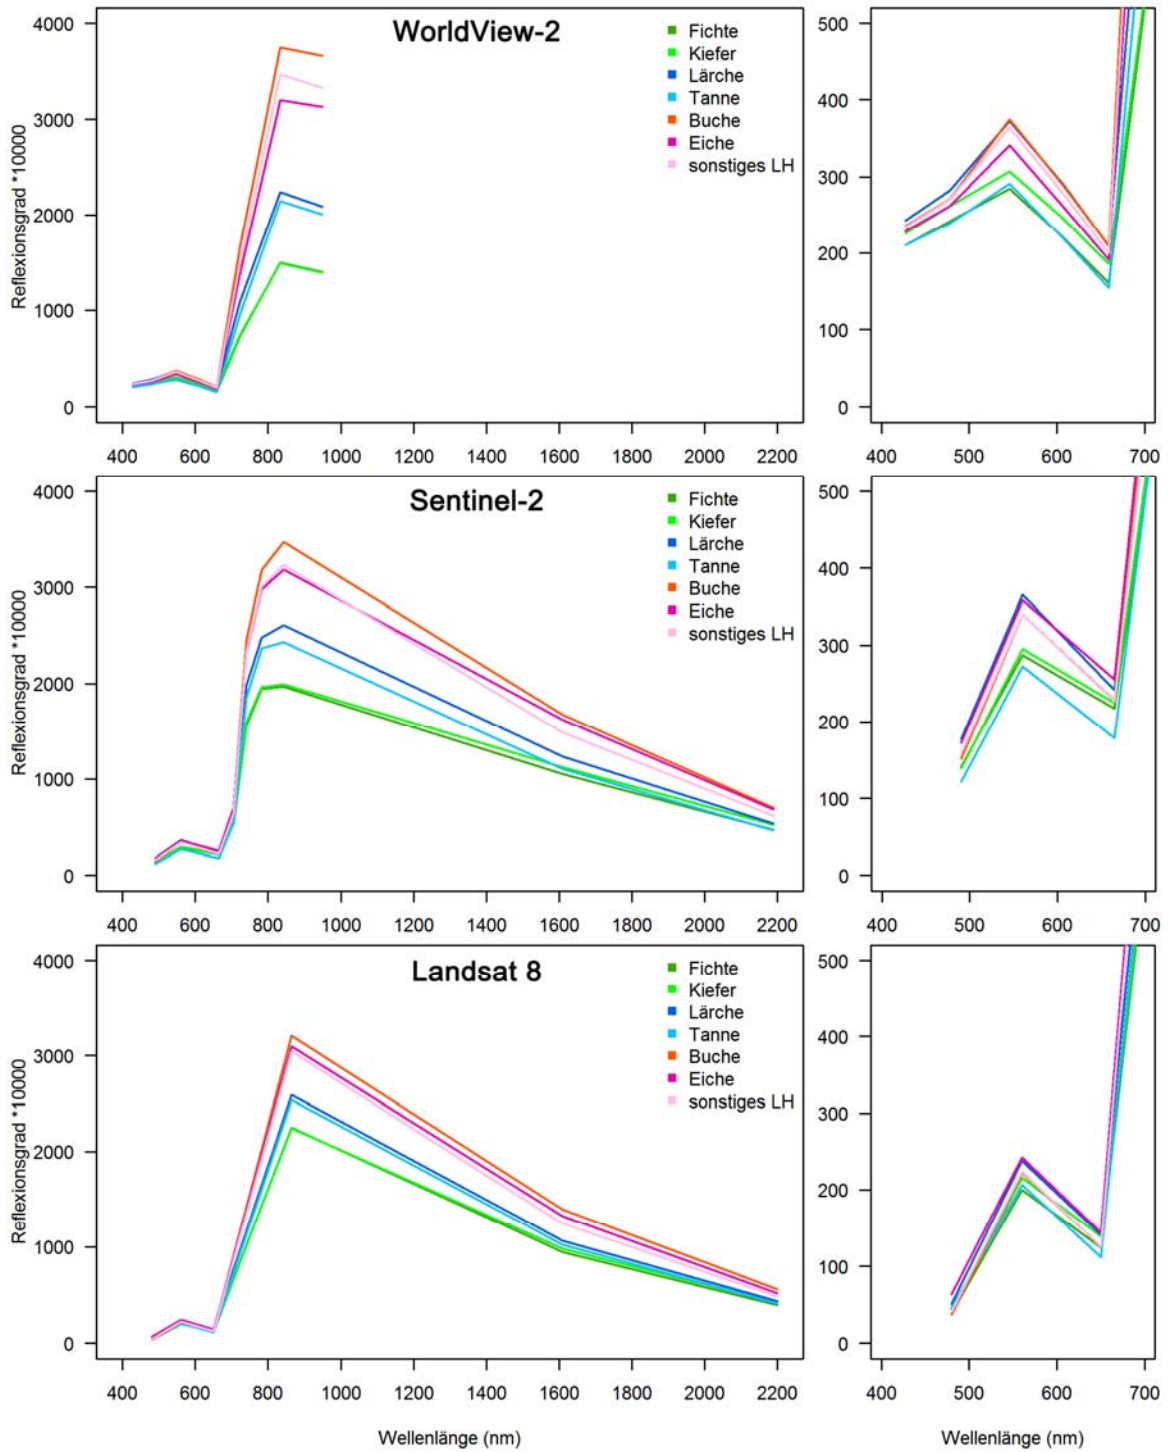 WorldView-2
Fichte
Kiefer
Lärche
Tanne
Buche
Eiche
sonstiges LH
Reflexionsgrad *10000
4000
3000
2000
1000
0
400 600 800 1000 1200 1400 1600 1800 2000 2200
500
400
300
200
100
0
400 500 600 700
Sentinel-2
Fichte
Kiefer
Lärche
Tanne
Buche
Eiche
sonstiges LH
Reflexionsgrad *10000
4000
3000
2000
1000
0
400 600 800 1000 1200 1400 1600 1800 2000 2200
500
400
300
200
100
0
400 500 600 700
Landsat 8
Fichte
Kiefer
Lärche
Tanne
Buche
Eiche
sonstiges LH
Reflexionsgrad *10000
4000
3000
2000
1000
0
400 600 800 1000 1200 1400 1600 1800 2000 2200
Wellenlänge (nm)
500
400
300
200
100
0
400 500 600 700
Wellenlänge (nm)